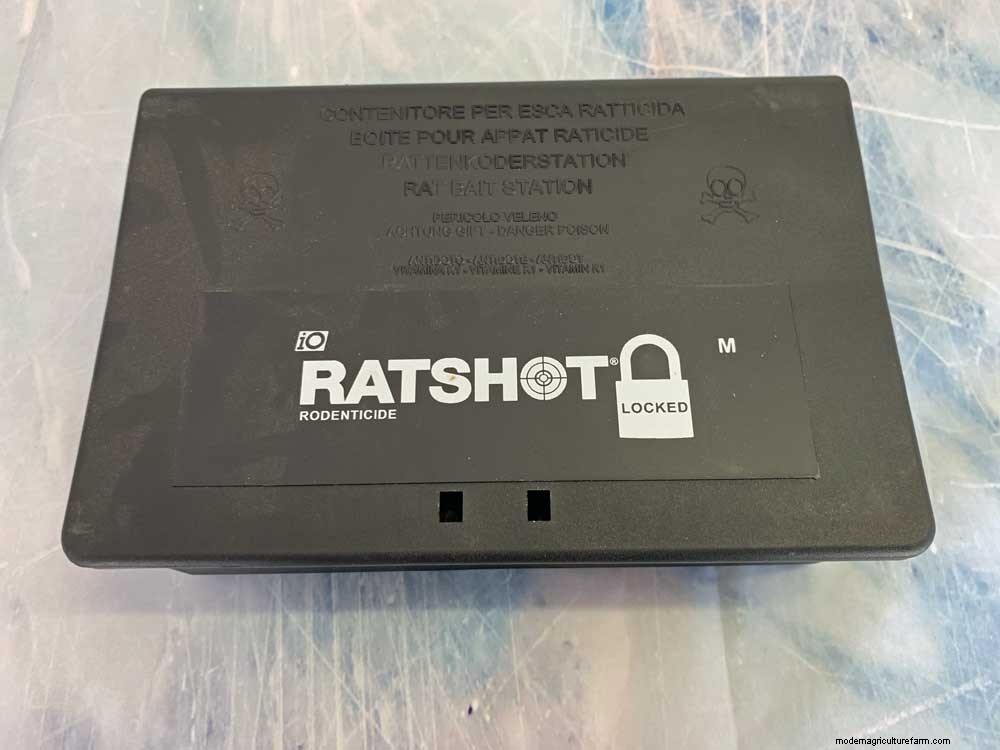 CONTENITORE PER ESCA RATTICIDA
BOITE POUR APPAT RATICIDE
RATTENKODERSTATION
RAT BAIT STATION
PERICOLO VELENO
ACHTUNG GIFT - DANGER POISON
VITAMINA K1 - VITAMINE K1 - VITAMIN K1
iO
RATSHOT®
RODENTICIDE
LOCKED
M
modernagriculturefarm.com